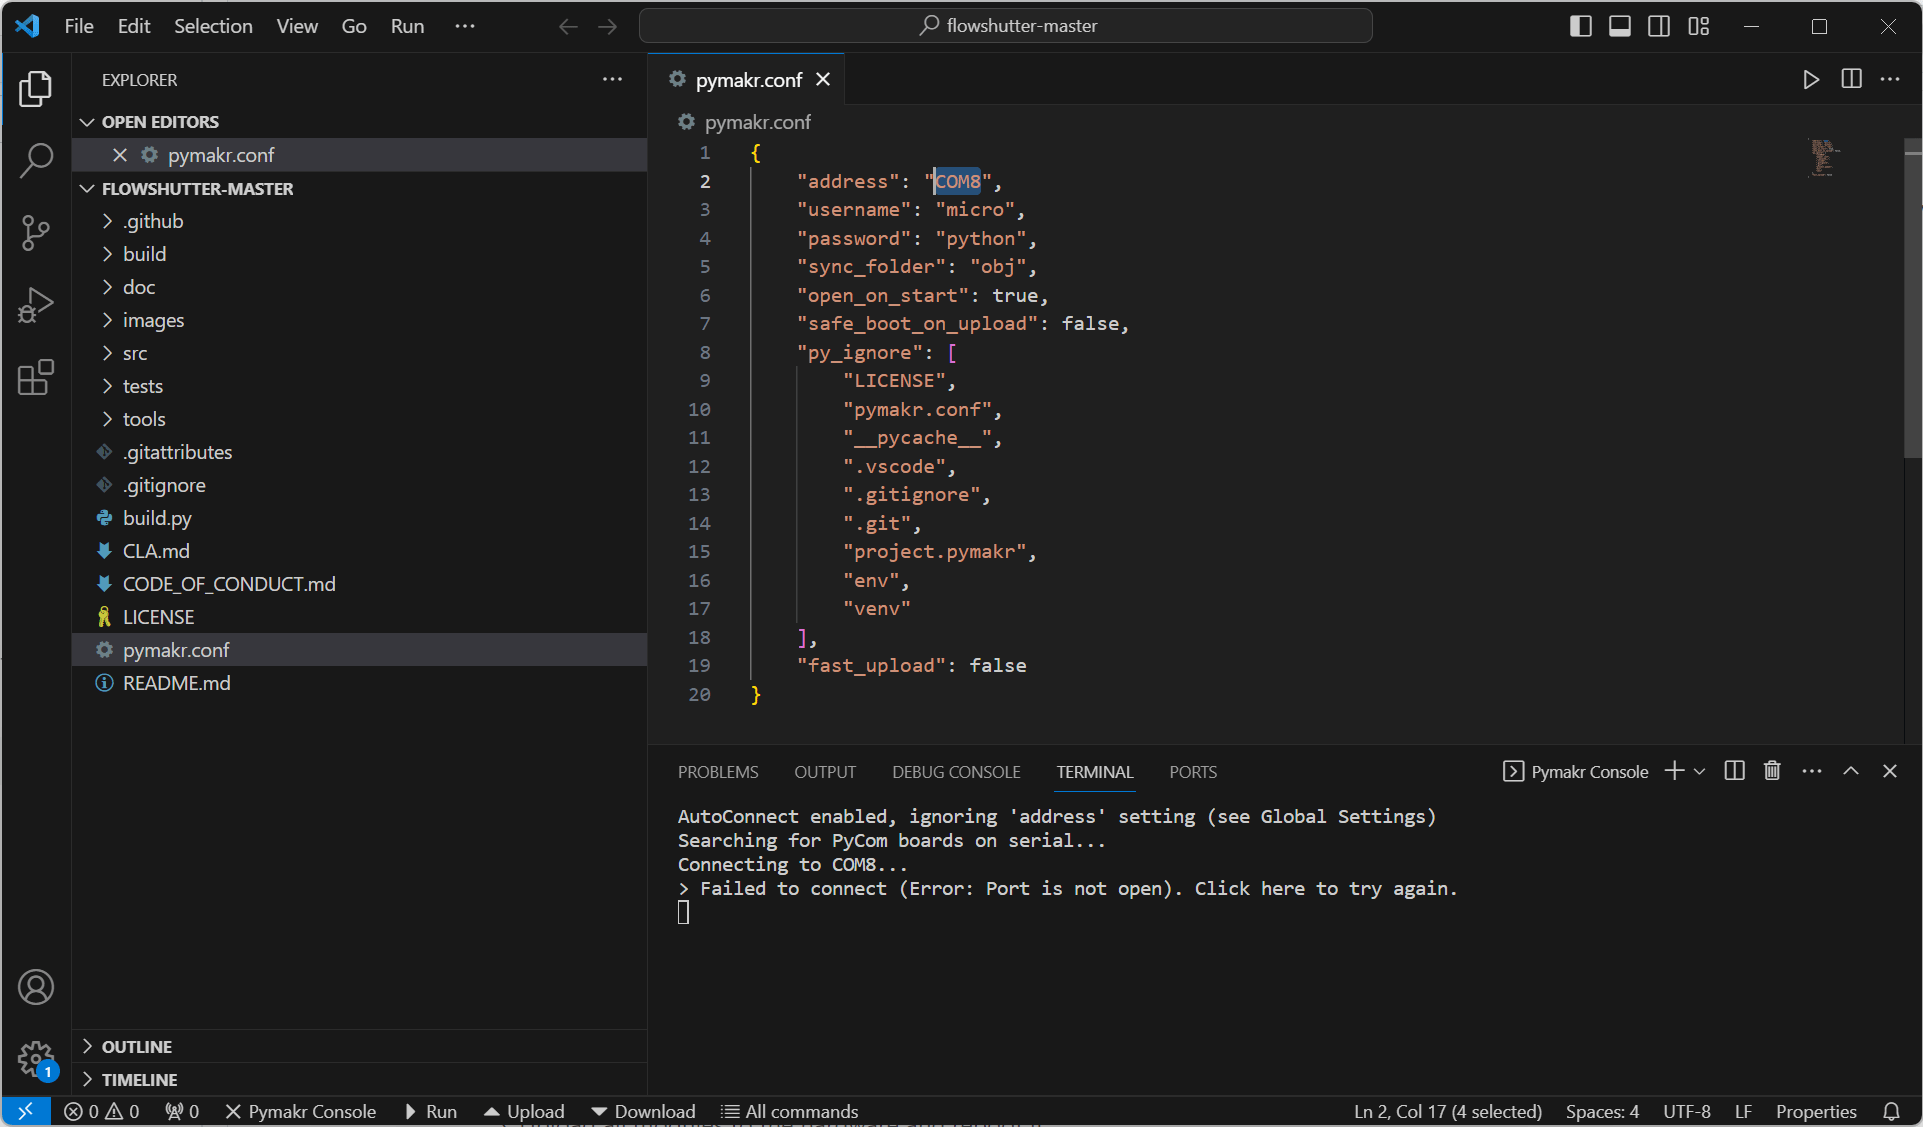 File Edit Selection View Go Run ··· flowshutter-master
EXPLORER
OPEN EDITORS
pymakr.conf
FLOWSHUTTER-MASTER
.github
build
doc
images
src
tests
tools
.gitattributes
.gitignore
build.py
CLA.md
CODE_OF_CONDUCT.md
LICENSE
pymakr.conf
README.md
OUTLINE
TIMELINE
pymakr.conf
pymakr.conf
1 {
2 "address": "COM8",
3 "username": "micro",
4 "password": "python",
5 "sync_folder": "obj",
6 "open_on_start": true,
7 "safe_boot_on_upload": false,
8 "py_ignore": [
9 "LICENSE",
10 "pymakr.conf",
11 "__pycache__",
12 ".vscode",
13 ".gitignore",
14 ".git",
15 "project.pymakr",
16 "env",
17 "venv"
18 ],
19 "fast_upload": false
20 }
PROBLEMS OUTPUT DEBUG CONSOLE TERMINAL PORTS Pymakr Console
AutoConnect enabled, ignoring 'address' setting (see Global Settings)
Searching for PyCom boards on serial...
Connecting to COM8...
> Failed to connect (Error: Port is not open). Click here to try again.
1
0 0 0 Pymakr Console Run Upload Download All commands Ln 2, Col 17 (4 selected) Spaces: 4 UTF-8 LF Properties